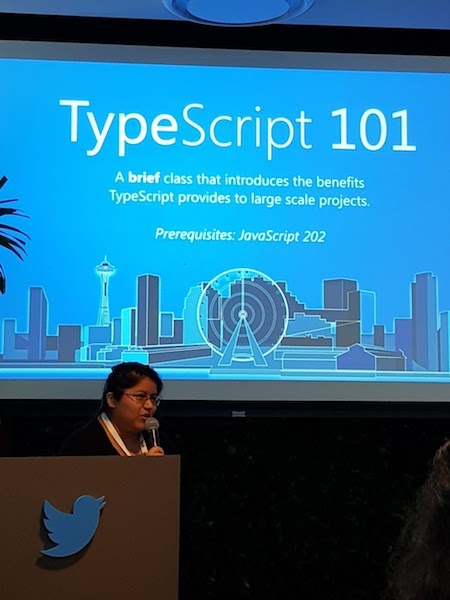 TypeScript 101
A brief class that introduces the benefits
TypeScript provides to large scale projects.
Prerequisites: JavaScript 202